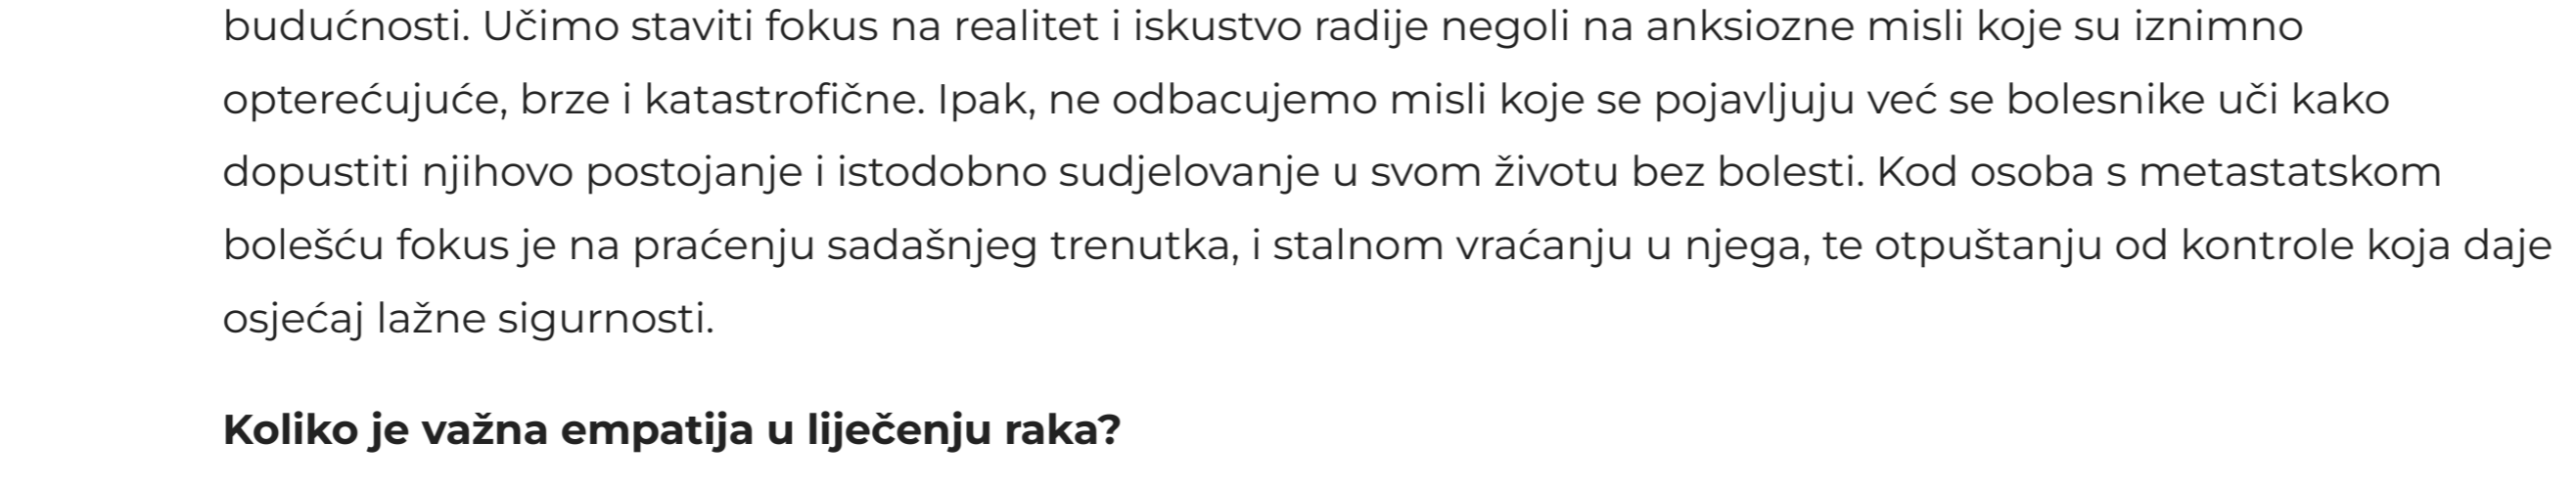 budućnosti. Učimo staviti fokus na realitet i iskustvo radije negoli na anksiozne misli koje su iznimno
opterećujuće, brze i katastrofične. Ipak, ne odbacujemo misli koje se pojavljuju već se bolesnike uči kako
dopustiti njihovo postojanje i istodobno sudjelovanje u svom životu bez bolesti. Kod osoba s metastatskom
bolešću fokus je na praćenju sadašnjeg trenutka, i stalnom vraćanju u njega, te otpuštanju od kontrole koja daje
osjećaj lažne sigurnosti.
Koliko je važna empatija u liječenju raka?